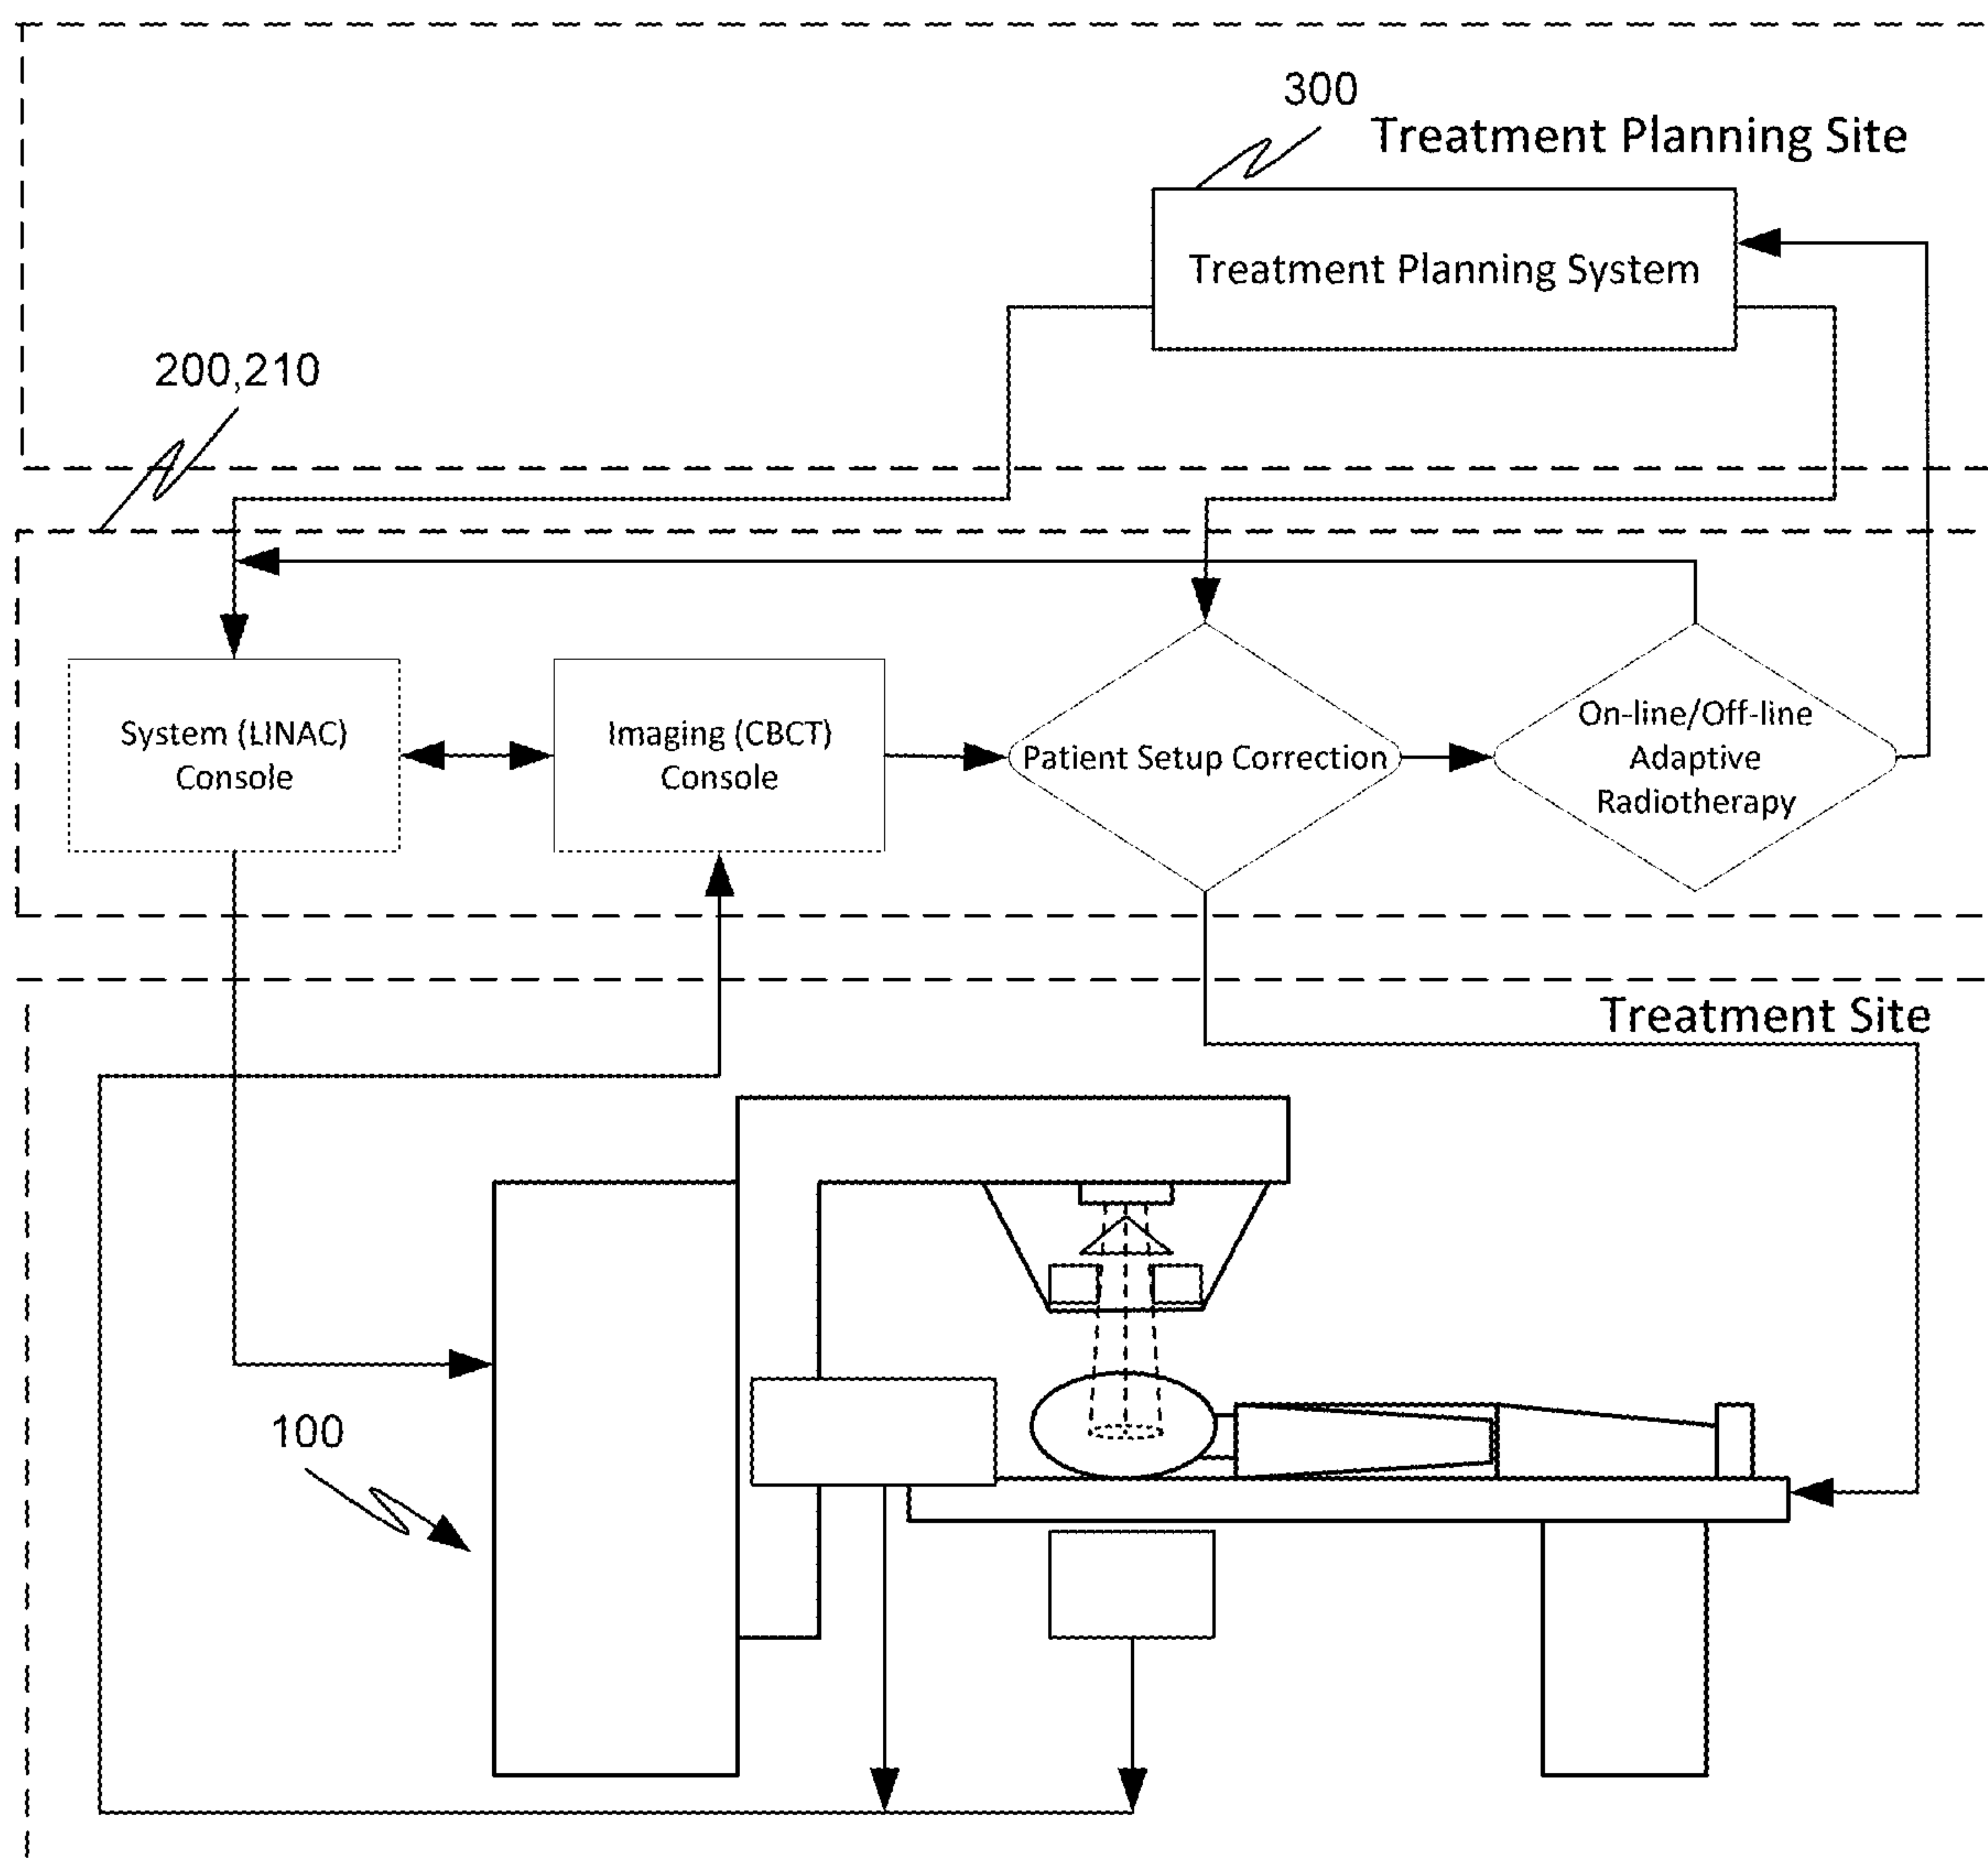 300
Treatment Planning Site
Treatment Planning System
200,210
System (LINAC)
Console
Imaging (CBCT)
Console
Patient Setup Correction
On-line/Off-line
Adaptive
Radiotherapy
Treatment Site
100